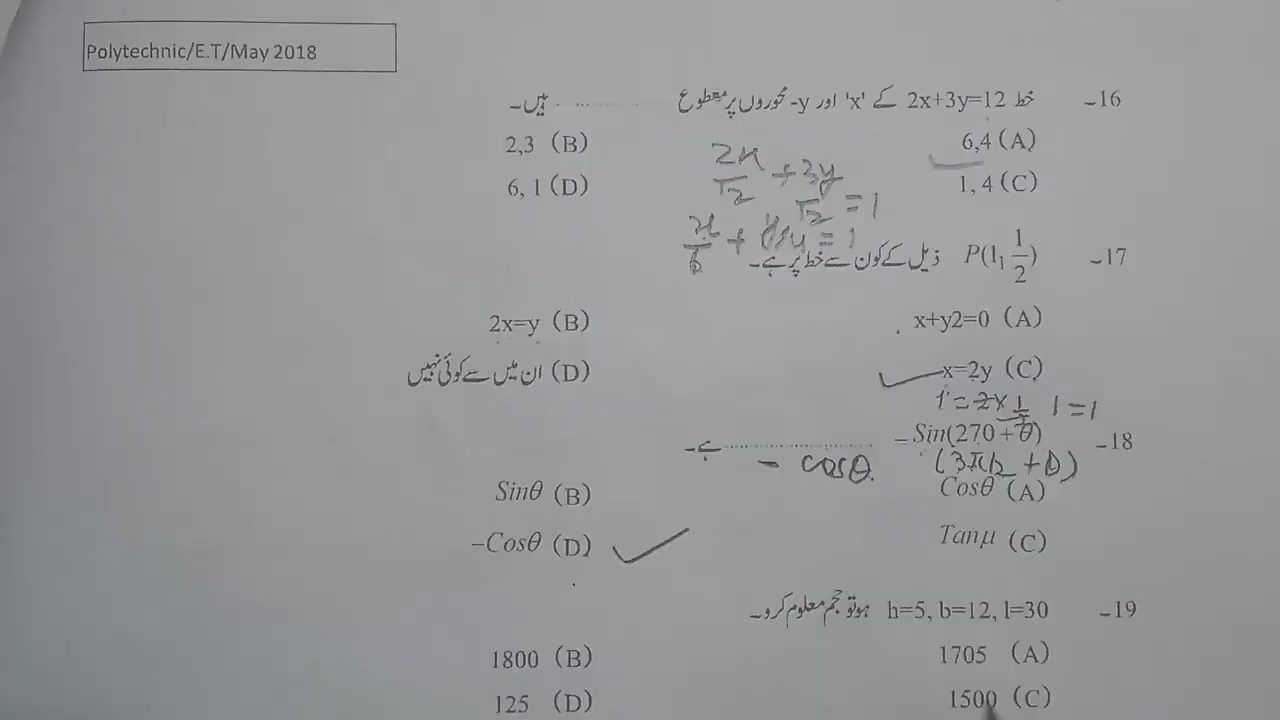 Polytechnic/E.T/May 2018
16- خط 2x+3y=12 کے 'x' اور y- محوروں پر مقطوع ............ ہیں۔
6,4 (A)
2,3 (B)
1, 4 (C)
6, 1 (D)
2x/12 + 3y/12 = 1
x/6 + y/4 = 1
17- P(1, 1/2) ذیل کے کون سے خط پر ہے۔
x+y2=0 (A)
2x=y (B)
x=2y (C)
ان میں سے کوئی نہیں (D)
1 = 2x 1/2 1=1
18- –Sin(270+θ) ............ ہے۔
– cosθ. (3π/2 + θ)
Cosθ (A)
Sinθ (B)
Tanμ (C)
–Cosθ (D)
19- h=5, b=12, l=30 ہو تو حجم معلوم کرو۔
1705 (A)
1800 (B)
1500 (C)
125 (D)